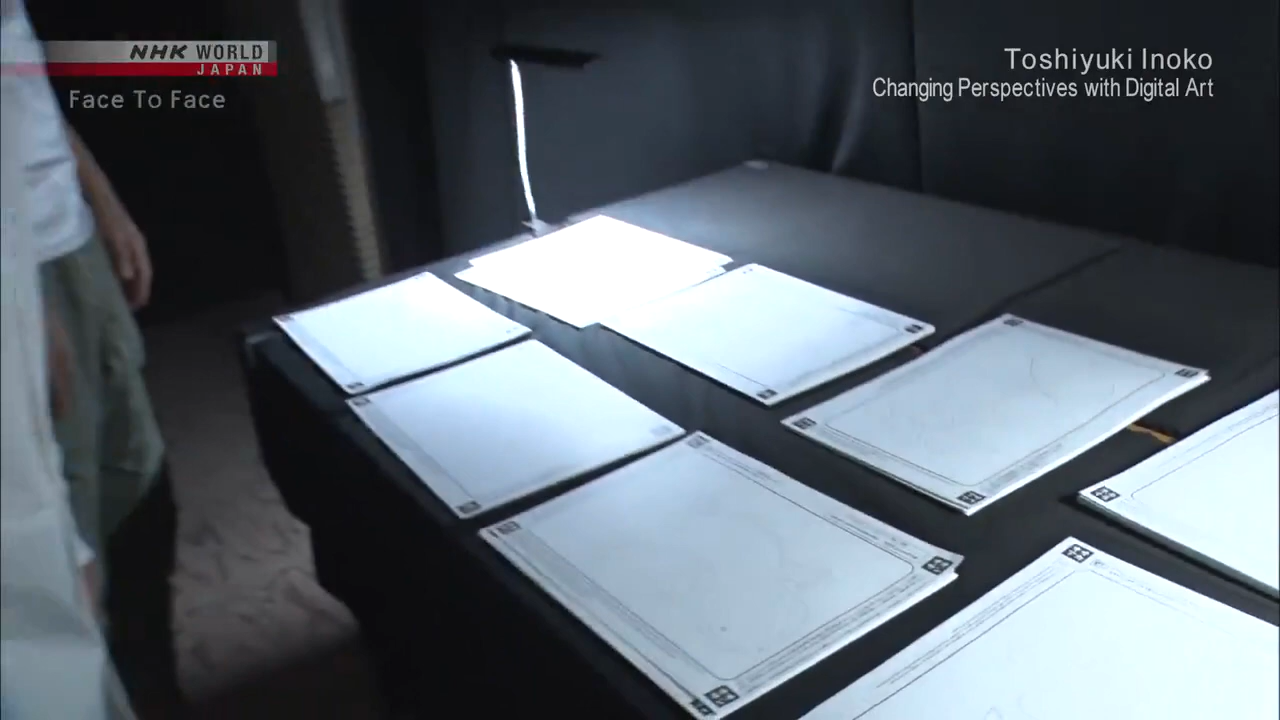 NHK WORLD
JAPAN
Face To Face
Toshiyuki Inoko
Changing Perspectives with Digital Art